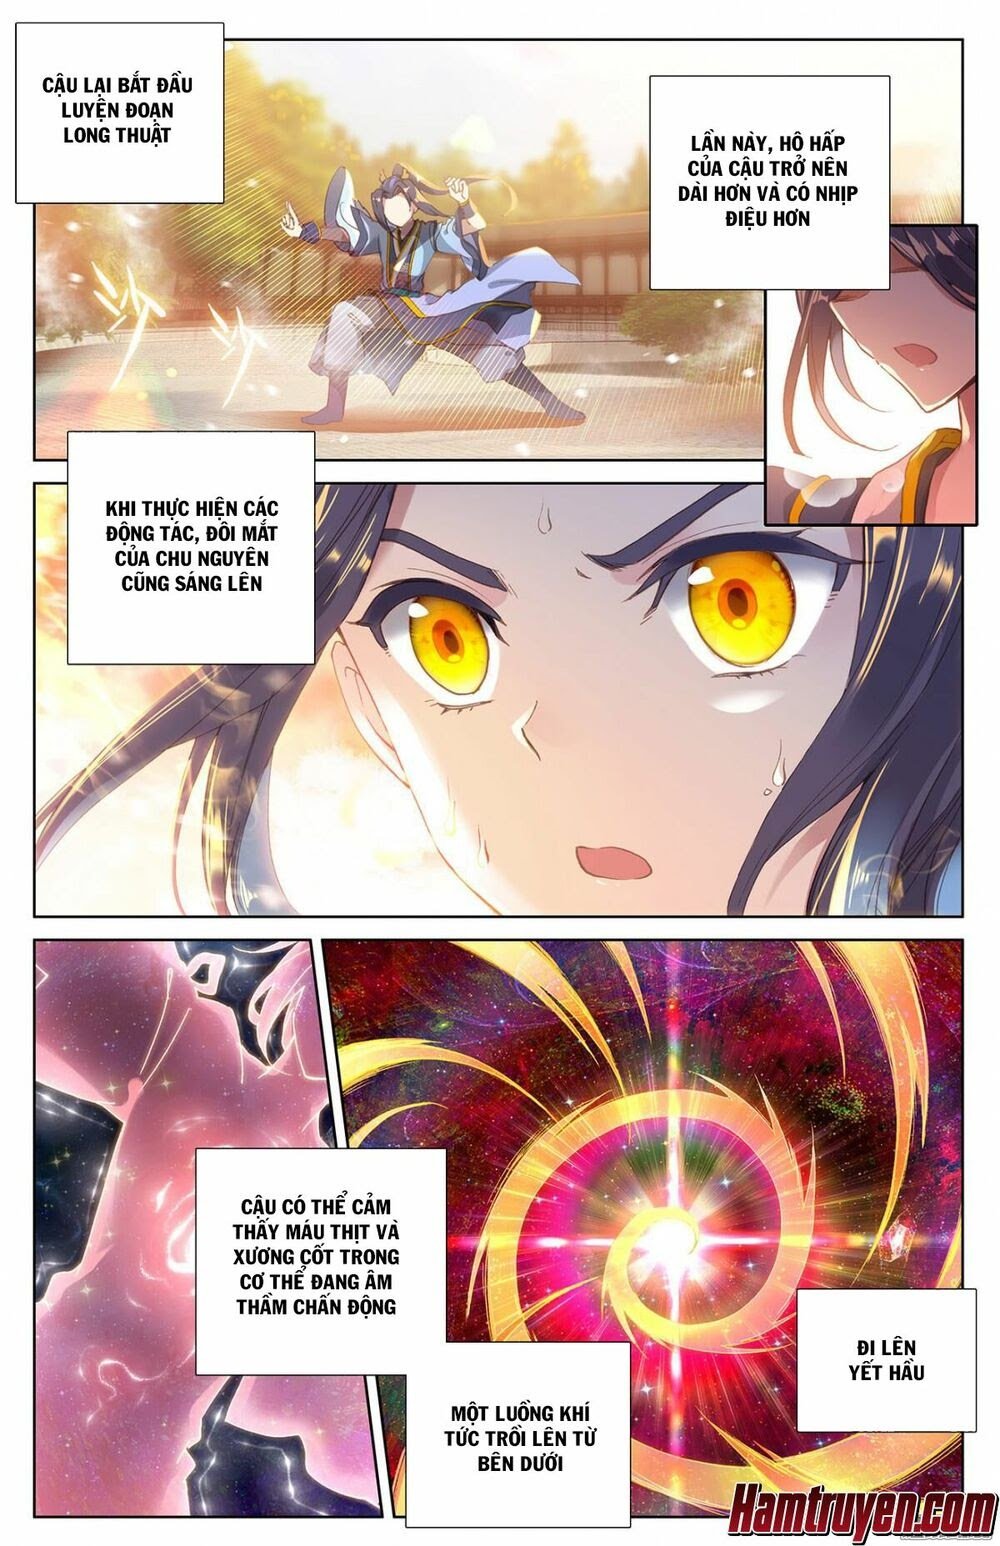 CẬU LẠI BẮT ĐẦU
LUYỆN ĐOẠN
LONG THUẬT
LẦN NÀY, HÔ HẤP
CỦA CẬU TRỞ NÊN
DÀI HƠN VÀ CÓ NHỊP
ĐIỆU HƠN
KHI THỰC HIỆN CÁC
ĐỘNG TÁC, ĐÔI MẮT
CỦA CHU NGUYÊN
CŨNG SÁNG LÊN
CẬU CÓ THỂ CẢM
THẤY MÁU THỊT VÀ
XƯƠNG CỐT TRONG
CƠ THỂ ĐANG ÂM
THẦM CHẤN ĐỘNG
MỘT LUỒNG KHÍ
TỨC TRỒI LÊN TỪ
BÊN DƯỚI
ĐI LÊN
YẾT HẦU
Hamtruyen.com